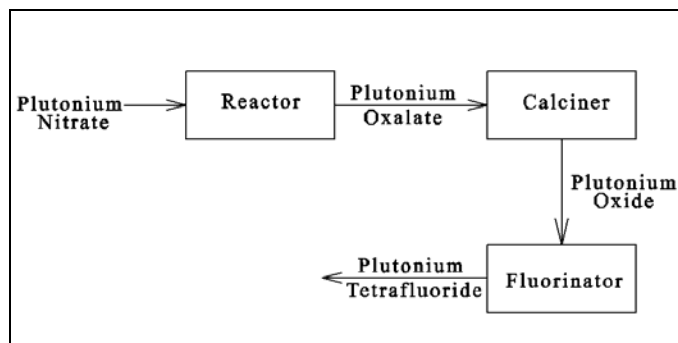 Plutonium
Nitrate
Reactor
Plutonium
Oxalate
Calciner
Plutonium
Oxide
Fluorinator
Plutonium
Tetrafluoride